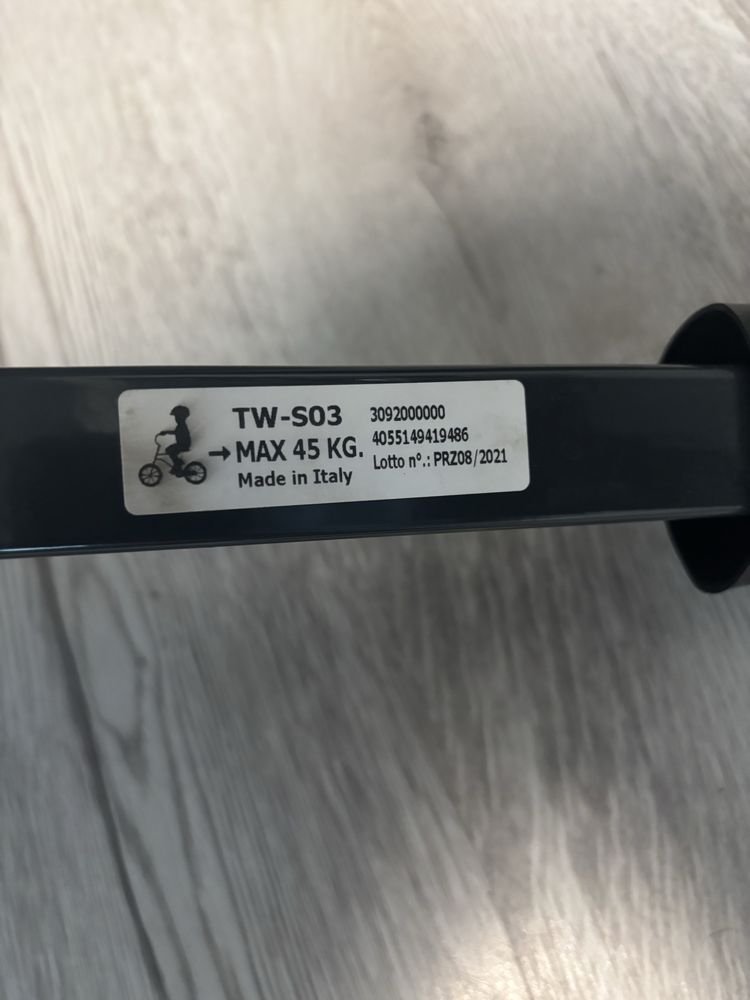 TW-S03
→ MAX 45 KG.
Made in Italy
3092000000
4055149419486
Lotto n°.: PRZ08/2021